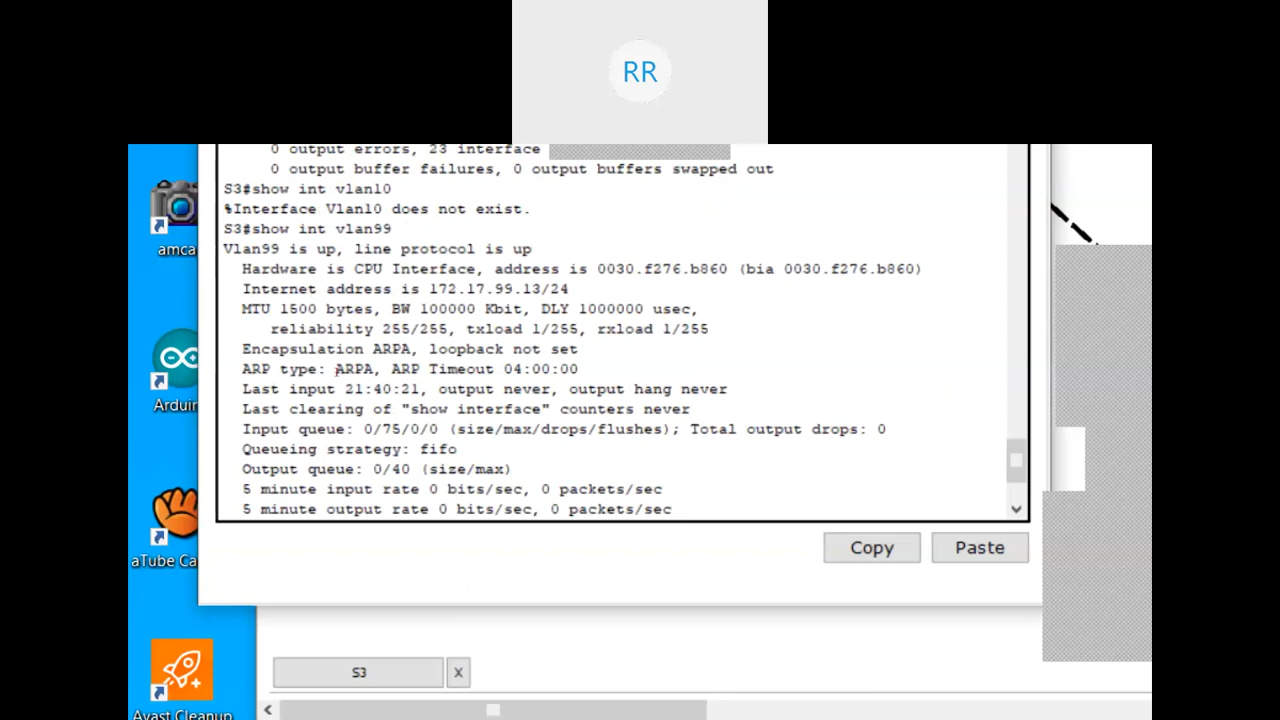 RR
0 output errors, 23 interface
0 output buffer failures, 0 output buffers swapped out
S3#show int vlan10
%Interface Vlan10 does not exist.
S3#show int vlan99
Vlan99 is up, line protocol is up
Hardware is CPU Interface, address is 0030.f276.b860 (bia 0030.f276.b860)
Internet address is 172.17.99.13/24
MTU 1500 bytes, BW 100000 Kbit, DLY 1000000 usec,
reliability 255/255, txload 1/255, rxload 1/255
Encapsulation ARPA, loopback not set
ARP type: ARPA, ARP Timeout 04:00:00
Last input 21:40:21, output never, output hang never
Last clearing of "show interface" counters never
Input queue: 0/75/0/0 (size/max/drops/flushes); Total output drops: 0
Queueing strategy: fifo
Output queue: 0/40 (size/max)
5 minute input rate 0 bits/sec, 0 packets/sec
5 minute output rate 0 bits/sec, 0 packets/sec
Copy
Paste
amca
Arduin
aTube Ca
Avast Cleanup
S3
X